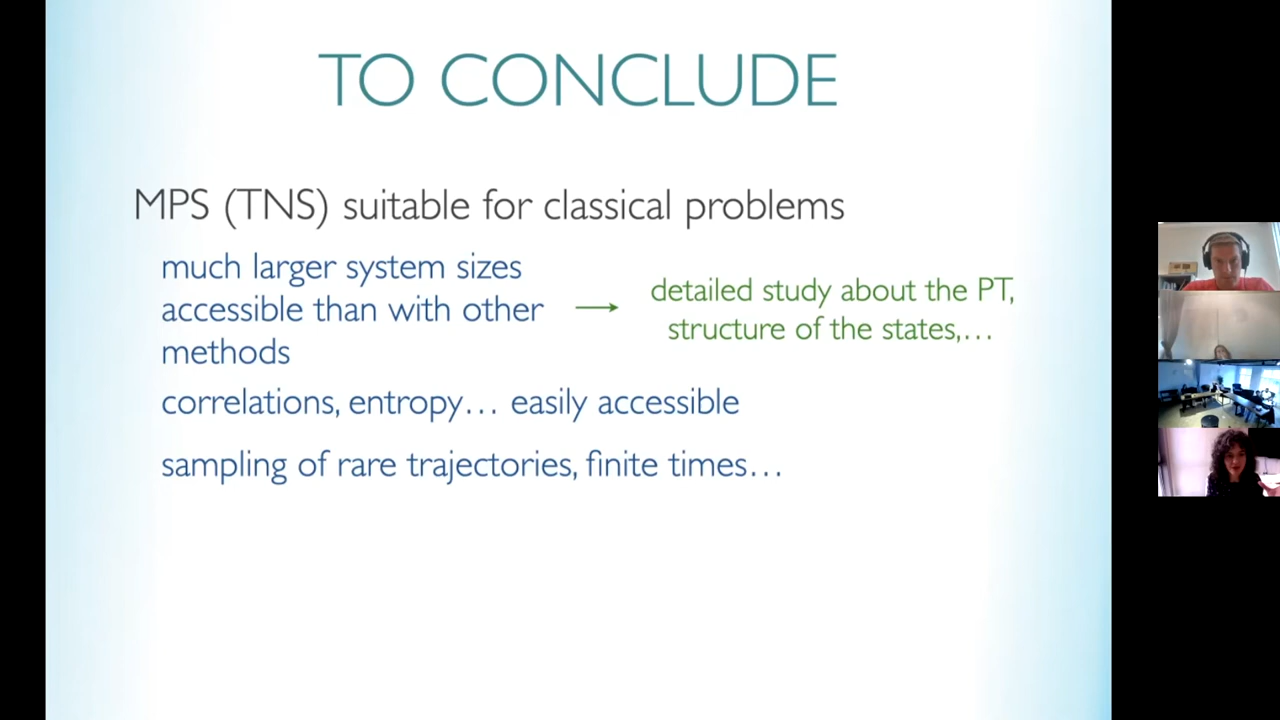 TO CONCLUDE
MPS (TNS) suitable for classical problems
much larger system sizes
accessible than with other
methods
→
detailed study about the PT,
structure of the states,…
correlations, entropy… easily accessible
sampling of rare trajectories, finite times…